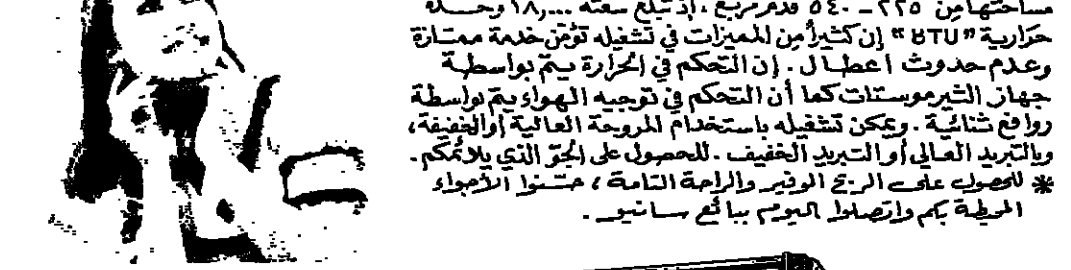 مساحتها من ٢٢٥ - ٥٤٠ قدم مربع، إذ تبلغ سعته ١٨,٠٠٠ وحدة
حرارية "BTU" إن كثيراً من المميزات في تشغيله تؤمّن خدمة ممتازة
وعدم حدوث أعطال. إن التحكم في الحرارة يتمّ بواسطة
جهاز الثيرموستات كما أن التحكم في توجيه الهواء يتمّ بواسطة
روافع ثنائية. ويمكن تشغيله باستخدام المروحة العالية أو الخفيفة،
وبالتبريد العالي أو التبريد الخفيف. للحصول على الجوّ الذي يلائمكم.
* للحصول على الربح الوفير والراحة التامة، حسّنوا الأجواء
المحيطة بكم واتصلوا اليوم ببائع سانيو.